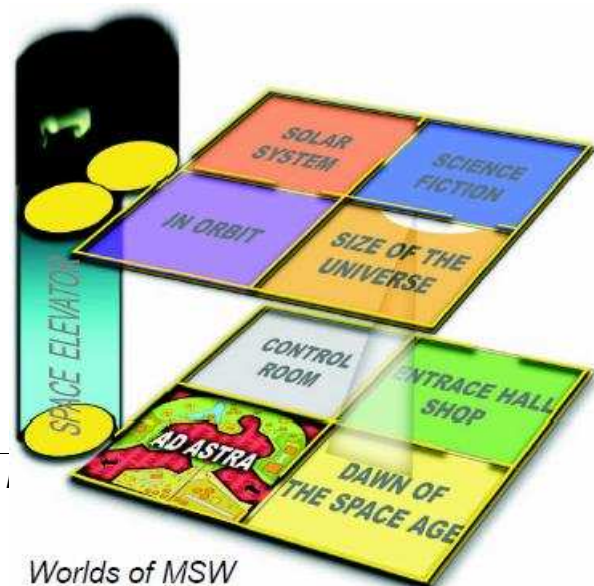 SOLAR
SYSTEM
SCIENCE
FICTION
IN ORBIT
SIZE OF THE
UNIVERSE
SPACE ELEVATOR
CONTROL
ROOM
ENTRACE HALL
SHOP
AD ASTRA
DAWN OF
THE SPACE AGE
Worlds of MSW